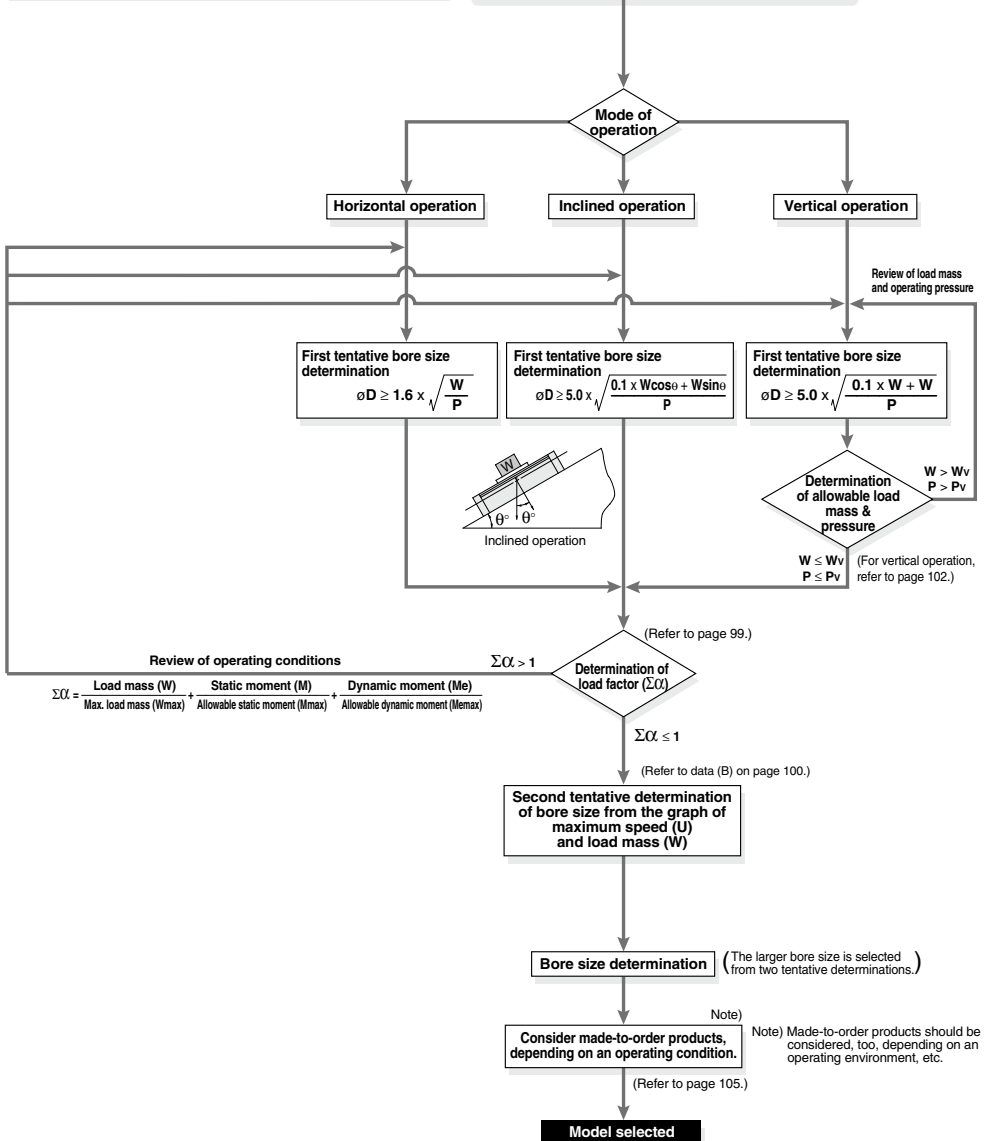 Mode of
operation
Horizontal operation
Inclined operation
Vertical operation
Review of load mass
and operating pressure
First tentative bore size
determination
øD ≥ 1.6 x √(W/P)
First tentative bore size
determination
øD ≥ 5.0 x √((0.1 x Wcosθ + Wsinθ)/P)
First tentative bore size
determination
øD ≥ 5.0 x √((0.1 x W + W)/P)
W
θ° θ°
Inclined operation
Determination
of allowable load
mass &
pressure
W > Wv
P > Pv
W ≤ Wv
P ≤ Pv
(For vertical operation,
refer to page 102.)
(Refer to page 99.)
Determination of
load factor (Σα)
Σα > 1
Review of operating conditions
Σα = Load mass (W)/Max. load mass (Wmax) + Static moment (M)/Allowable static moment (Mmax) + Dynamic moment (Me)/Allowable dynamic moment (Memax)
Σα ≤ 1
(Refer to data (B) on page 100.)
Second tentative determination
of bore size from the graph of
maximum speed (U)
and load mass (W)
Bore size determination
(The larger bore size is selected
from two tentative determinations.)
Note)
Consider made-to-order products,
depending on an operating condition.
Note) Made-to-order products should be
considered, too, depending on an
operating environment, etc.
(Refer to page 105.)
Model selected